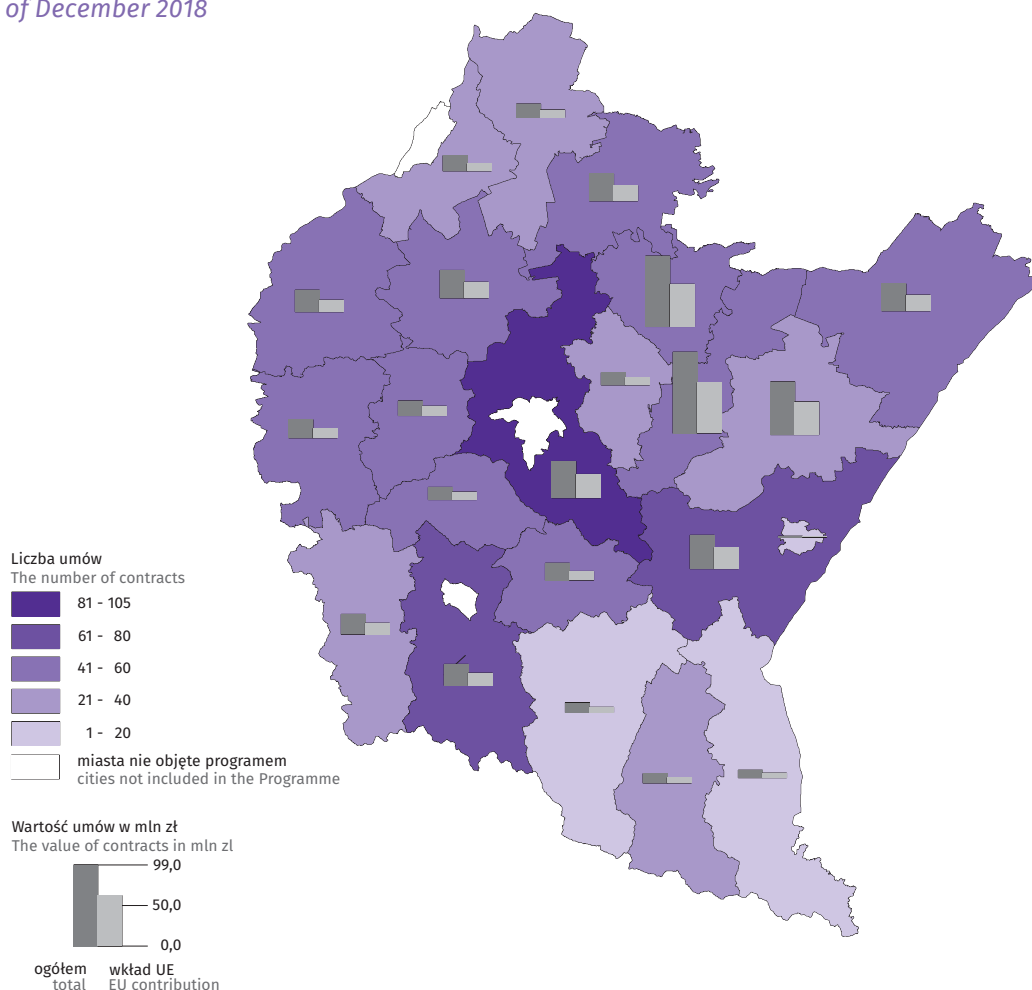 of December 2018
Liczba umów
The number of contracts
81 - 105
61 - 80
41 - 60
21 - 40
1 - 20
miasta nie objęte programem
cities not included in the Programme
Wartość umów w mln zł
The value of contracts in mln zl
99,0
50,0
0,0
ogółem wkład UE
total EU contribution